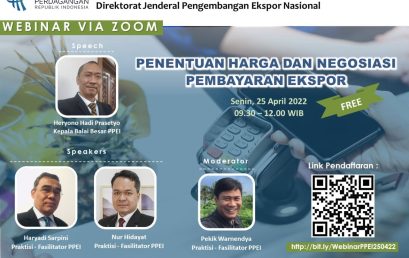 PERDAGANGAN
REPUBLIK INDONESIA
Direktorat Jenderal Pengembangan Ekspor Nasional
WEBINAR VIA ZOOM
Speech
PENENTUAN HARGA DAN NEGOSIASI
PEMBAYARAN EKSPOR
Senin, 25 April 2022
09.30 – 12.00 WIB
FREE
Heryono Hadi Prasetyo
Kepala Balai Besar PPEI
Speakers
Moderator
Link Pendaftaran :
Haryadi Sarpini
Praktisi - Fasilitator PPEI
Nur Hidayat
Praktisi - Fasilitator PPEI
Pekik Warnendya
Praktisi - Fasilitator PPEI
http://bit.ly/WebinarPPEI250422